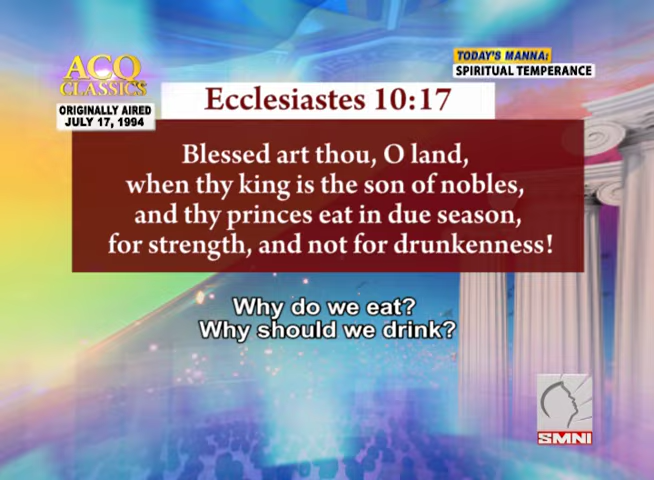 ACQ
CLASSICS
ORIGINALLY AIRED
JULY 17, 1994
TODAY'S MANNA:
SPIRITUAL TEMPERANCE
Ecclesiastes 10:17
Blessed art thou, O land,
when thy king is the son of nobles,
and thy princes eat in due season,
for strength, and not for drunkenness!
Why do we eat?
Why should we drink?
SMNI